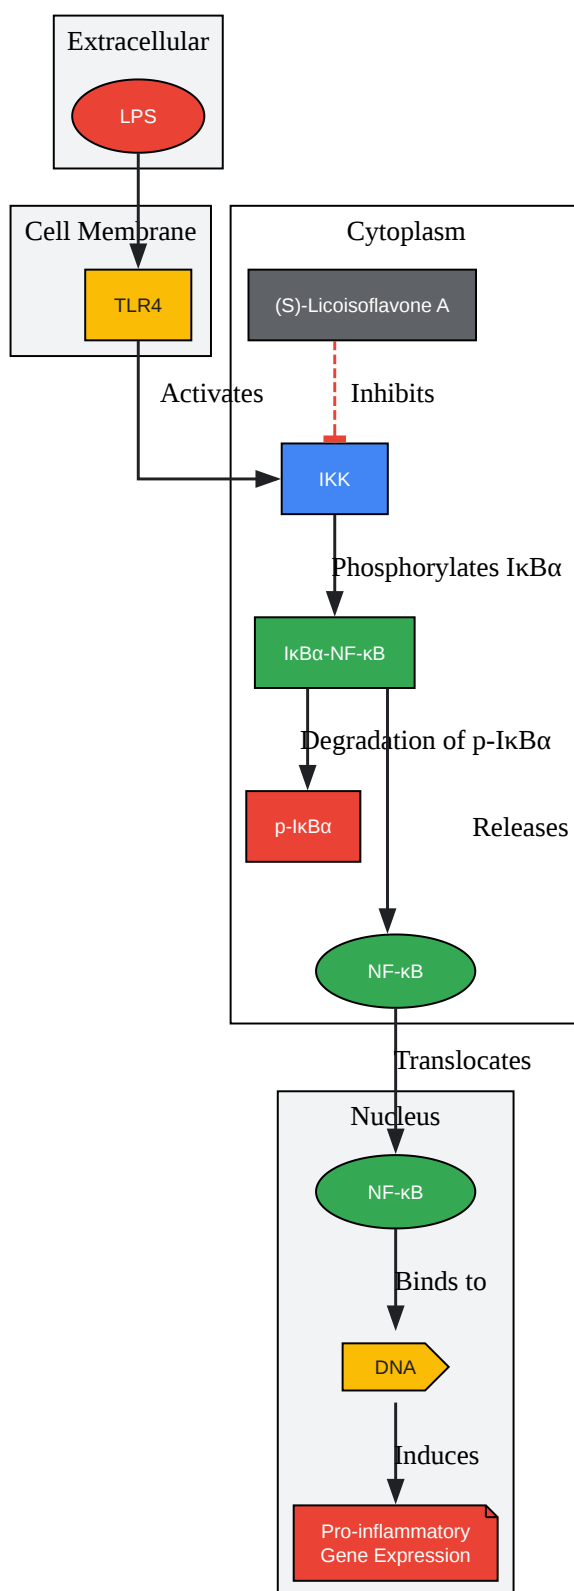 Extracellular
LPS
Cell Membrane
Cytoplasm
TLR4
(S)-Licoisoflavone A
Activates
Inhibits
IKK
Phosphorylates IκBα
IκBα-NF-κB
Degradation of p-IκBα
p-IκBα
Releases
NF-κB
Translocates
Nucleus
NF-κB
Binds to
DNA
Induces
Pro-inflammatory
Gene Expression